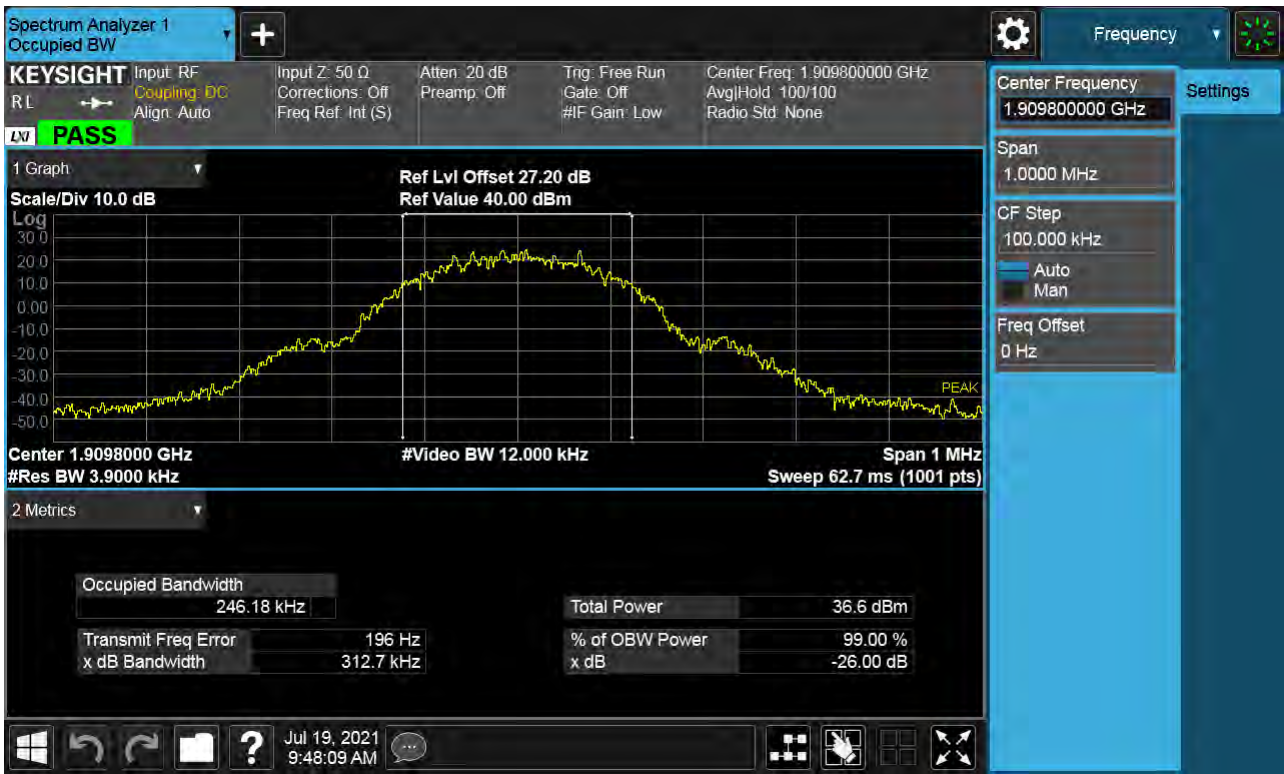 Spectrum Analyzer 1
Occupied BW
Frequency
KEYSIGHT
R L
LXI
PASS
Input: RF
Coupling: DC
Align: Auto
Input Z: 50 Ω
Corrections: Off
Freq Ref: Int (S)
Atten: 20 dB
Preamp: Off
Trig: Free Run
Gate: Off
#IF Gain: Low
Center Freq: 1.909800000 GHz
Avg|Hold: 100/100
Radio Std: None
Center Frequency
1.909800000 GHz
Settings
Span
1.0000 MHz
CF Step
100.000 kHz
Auto
Man
Freq Offset
0 Hz
1 Graph
Ref Lvl Offset 27.20 dB
Scale/Div 10.0 dB
Ref Value 40.00 dBm
Log
30.0
20.0
10.0
0.00
-10.0
-20.0
-30.0
-40.0
-50.0
PEAK
Center 1.9098000 GHz
#Video BW 12.000 kHz
Span 1 MHz
#Res BW 3.9000 kHz
Sweep 62.7 ms (1001 pts)
2 Metrics
Occupied Bandwidth
246.18 kHz
Total Power 36.6 dBm
Transmit Freq Error 196 Hz
% of OBW Power 99.00 %
x dB Bandwidth 312.7 kHz
x dB -26.00 dB
?
Jul 19, 2021
9:48:09 AM